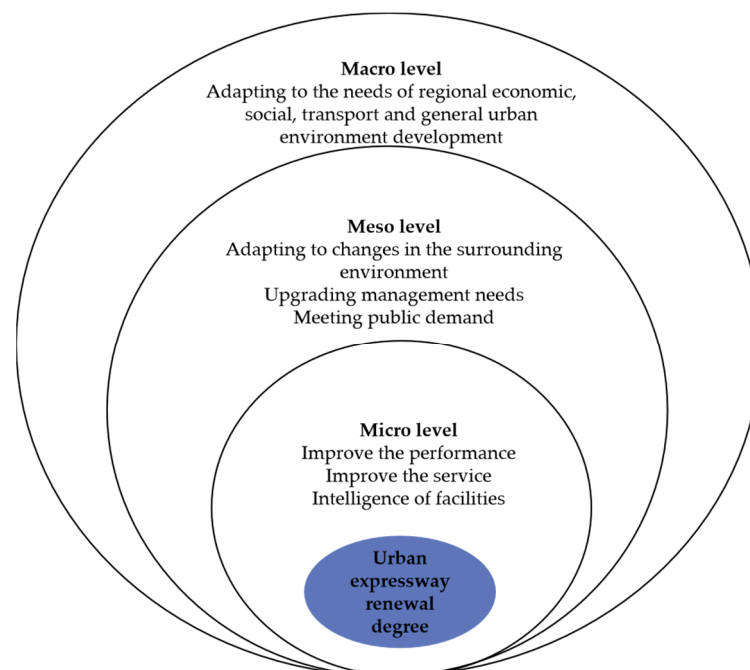 Macro level
Adapting to the needs of regional economic,
social, transport and general urban
environment development
Meso level
Adapting to changes in the surrounding
environment
Upgrading management needs
Meeting public demand
Micro level
Improve the performance
Improve the service
Intelligence of facilities
Urban
expressway
renewal
degree